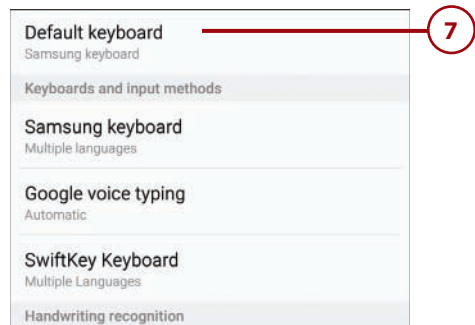 Default keyboard
Samsung keyboard
7
Keyboards and input methods
Samsung keyboard
Multiple languages
Google voice typing
Automatic
SwiftKey Keyboard
Multiple Languages
Handwriting recognition